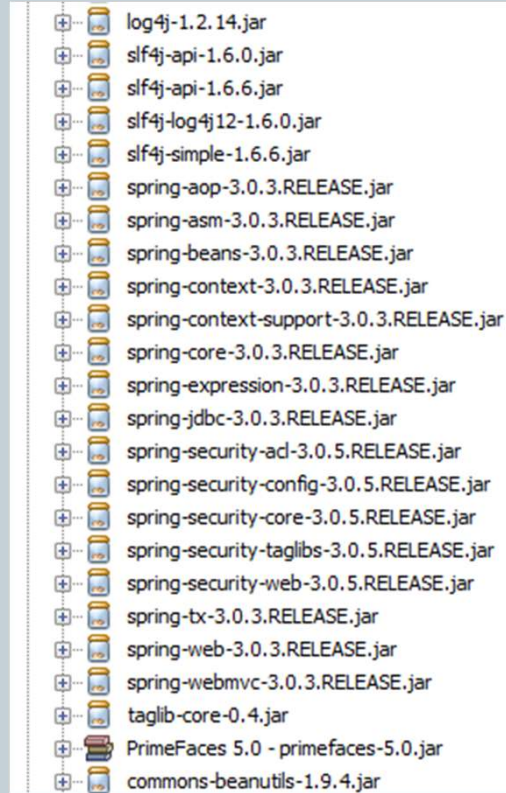 log4j-1.2.14.jar
slf4j-api-1.6.0.jar
slf4j-api-1.6.6.jar
slf4j-log4j12-1.6.0.jar
slf4j-simple-1.6.6.jar
spring-aop-3.0.3.RELEASE.jar
spring-asm-3.0.3.RELEASE.jar
spring-beans-3.0.3.RELEASE.jar
spring-context-3.0.3.RELEASE.jar
spring-context-support-3.0.3.RELEASE.jar
spring-core-3.0.3.RELEASE.jar
spring-expression-3.0.3.RELEASE.jar
spring-jdbc-3.0.3.RELEASE.jar
spring-security-acl-3.0.5.RELEASE.jar
spring-security-config-3.0.5.RELEASE.jar
spring-security-core-3.0.5.RELEASE.jar
spring-security-taglibs-3.0.5.RELEASE.jar
spring-security-web-3.0.5.RELEASE.jar
spring-tx-3.0.3.RELEASE.jar
spring-web-3.0.3.RELEASE.jar
spring-webmvc-3.0.3.RELEASE.jar
taglib-core-0.4.jar
PrimeFaces 5.0 - primefaces-5.0.jar
commons-beanutils-1.9.4.jar